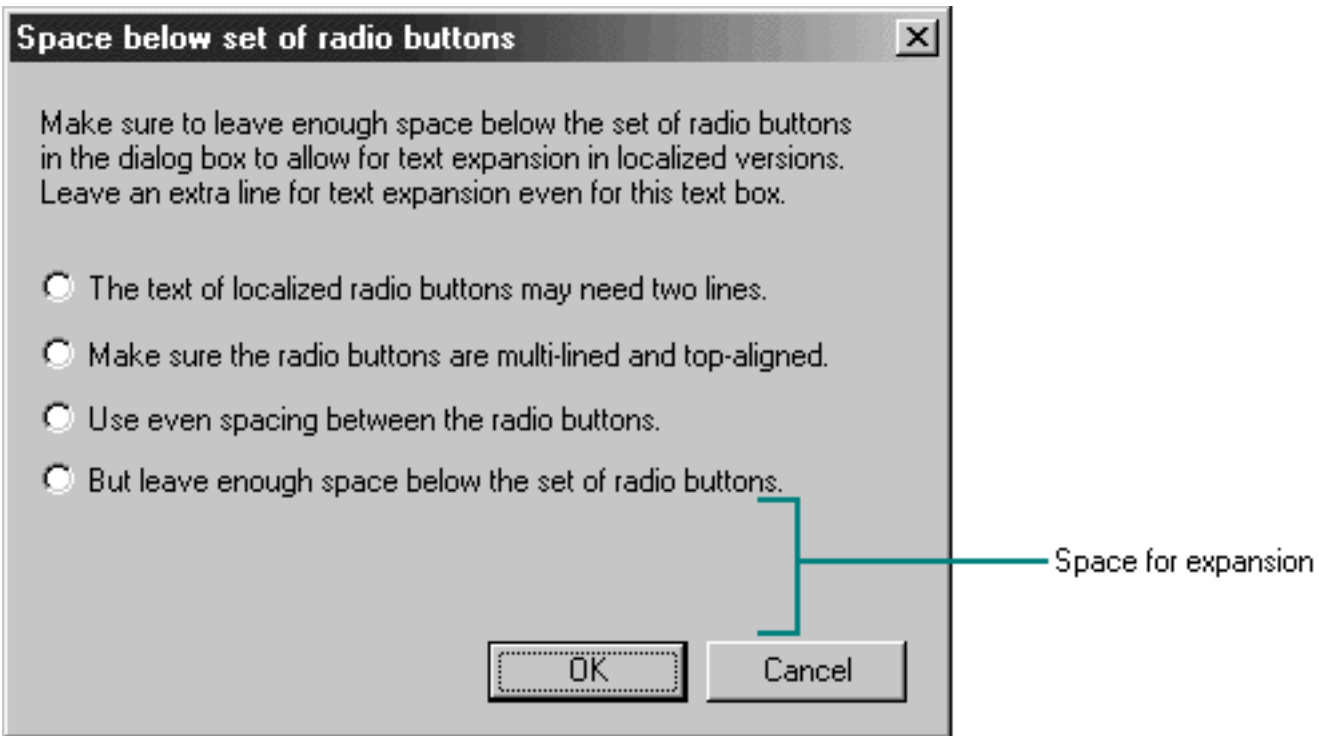 Space below set of radio buttons
Make sure to leave enough space below the set of radio buttons
in the dialog box to allow for text expansion in localized versions.
Leave an extra line for text expansion even for this text box.
The text of localized radio buttons may need two lines.
Make sure the radio buttons are multi-lined and top-aligned.
Use even spacing between the radio buttons.
But leave enough space below the set of radio buttons.
Space for expansion
OK
Cancel